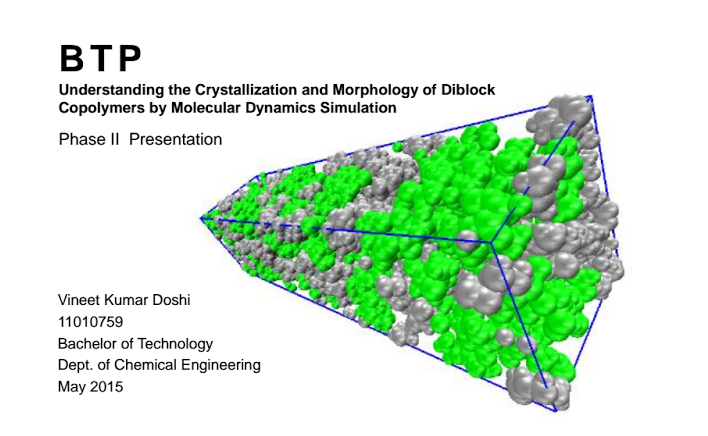 BTP
Understanding the Crystallization and Morphology of Diblock
Copolymers by Molecular Dynamics Simulation
Phase II Presentation
Vineet Kumar Doshi
11010759
Bachelor of Technology
Dept. of Chemical Engineering
May 2015